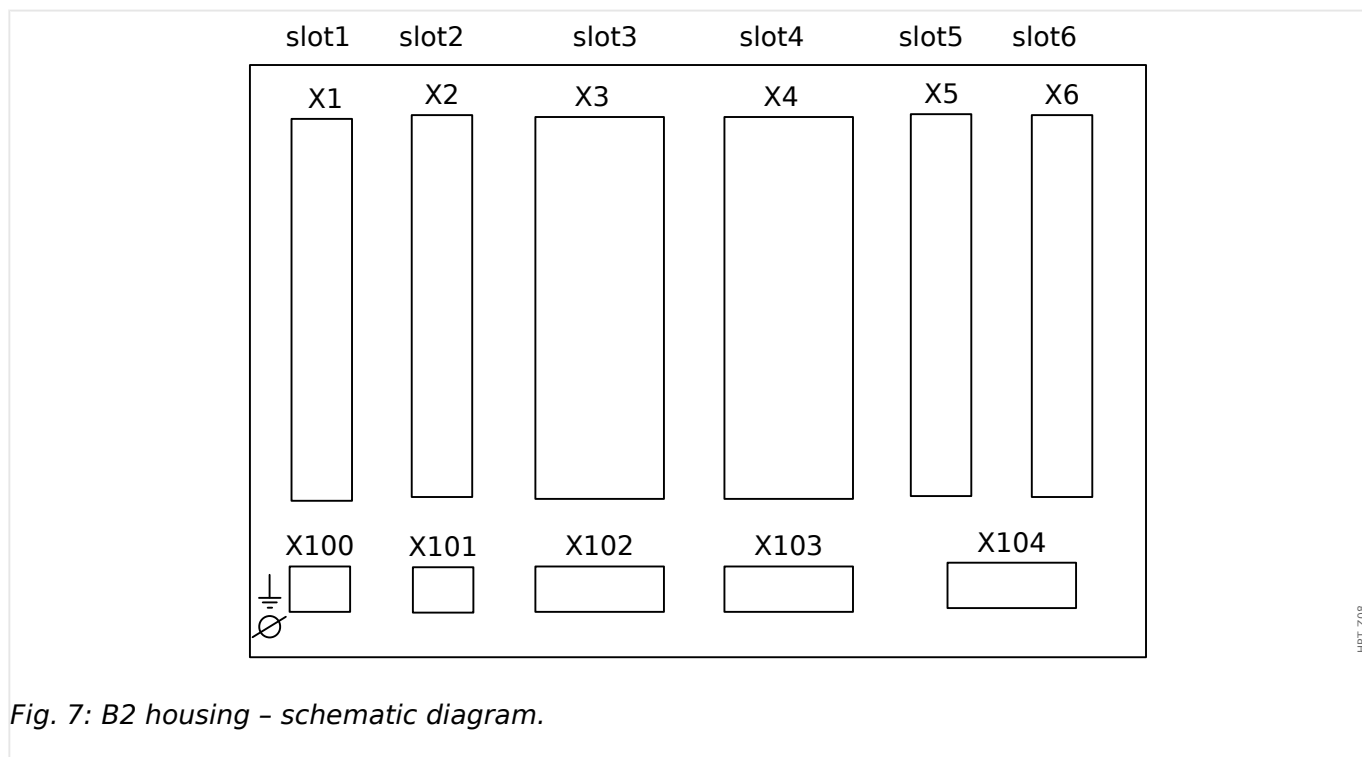 slot1 slot2 slot3 slot4 slot5 slot6
X1 X2 X3 X4 X5 X6
X100 X101 X102 X103 X104
Fig. 7: B2 housing – schematic diagram.